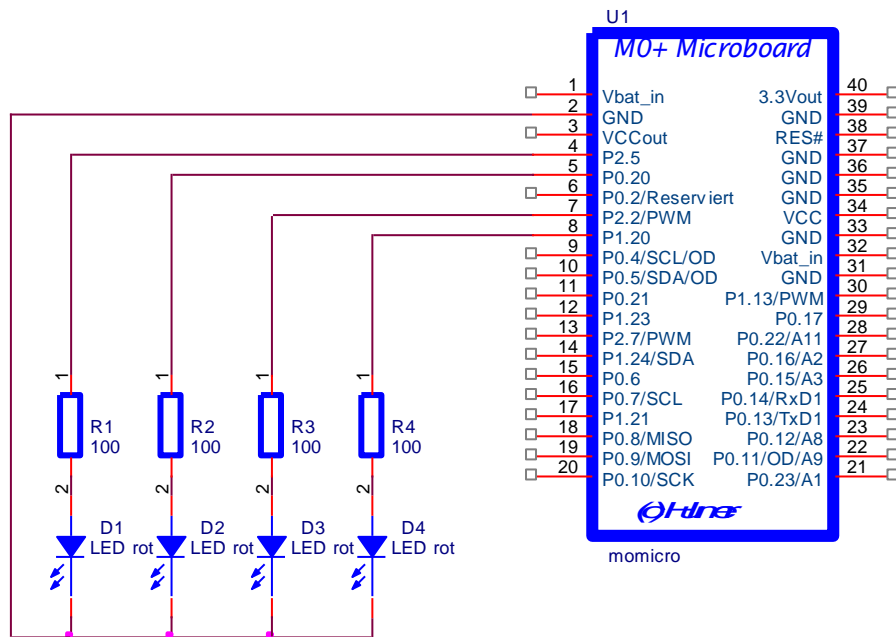 U1
M0+ Microboard
1 Vbat_in 3.3Vout 40
2 GND GND 39
3 VCCout RES# 38
4 P2.5 GND 37
5 P0.20 GND 36
6 P0.2/Reserviert GND 35
7 P2.2/PWM VCC 34
8 P1.20 GND 33
9 P0.4/SCL/OD Vbat_in 32
10 P0.5/SDA/OD GND 31
11 P0.21 P1.13/PWM 30
12 P1.23 P0.17 29
13 P2.7/PWM P0.22/A11 28
14 P1.24/SDA P0.16/A2 27
15 P0.6 P0.15/A3 26
16 P0.7/SCL P0.14/RxD1 25
17 P1.21 P0.13/TxD1 24
18 P0.8/MISO P0.12/A8 23
19 P0.9/MOSI P0.11/OD/A9 22
20 P0.10/SCK P0.23/A1 21
momicro
1 1 1 1
R1 R2 R3 R4
100 100 100 100
2 2 2 2
D1 D2 D3 D4
LED rot LED rot LED rot LED rot